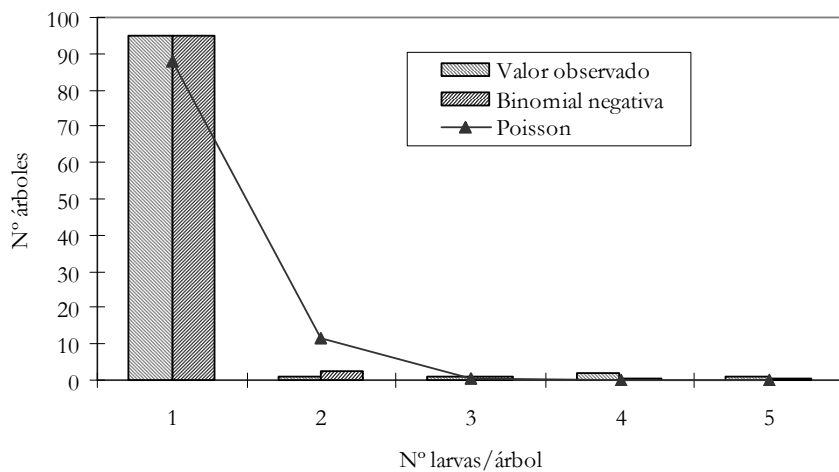 100
90
80
70
60
50
40
30
20
10
0
Nº árboles
Valor observado
Binomial negativa
Poisson
1 2 3 4 5
Nº larvas/árbol